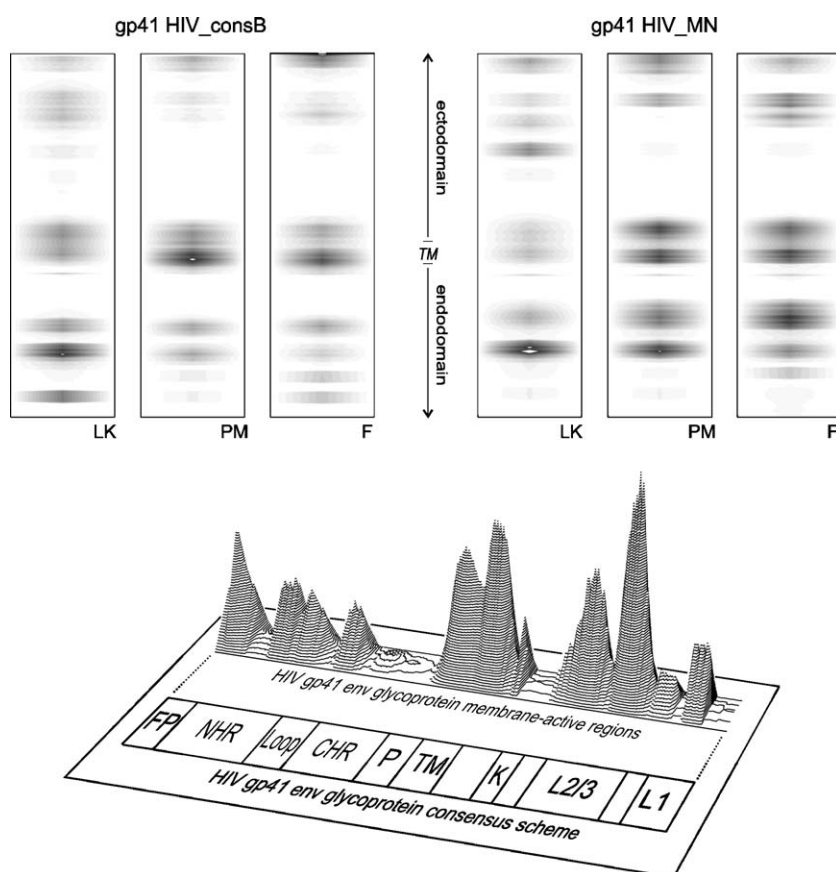 gp41 HIV_consB
gp41 HIV_MN
ectodomain
TM
endodomain
LK
PM
F
LK
PM
F
HIV gp41 env glycoprotein membrane-active regions
FP NHR Loop CHR P TM K L2/3 L1
HIV gp41 env glycoprotein consensus scheme